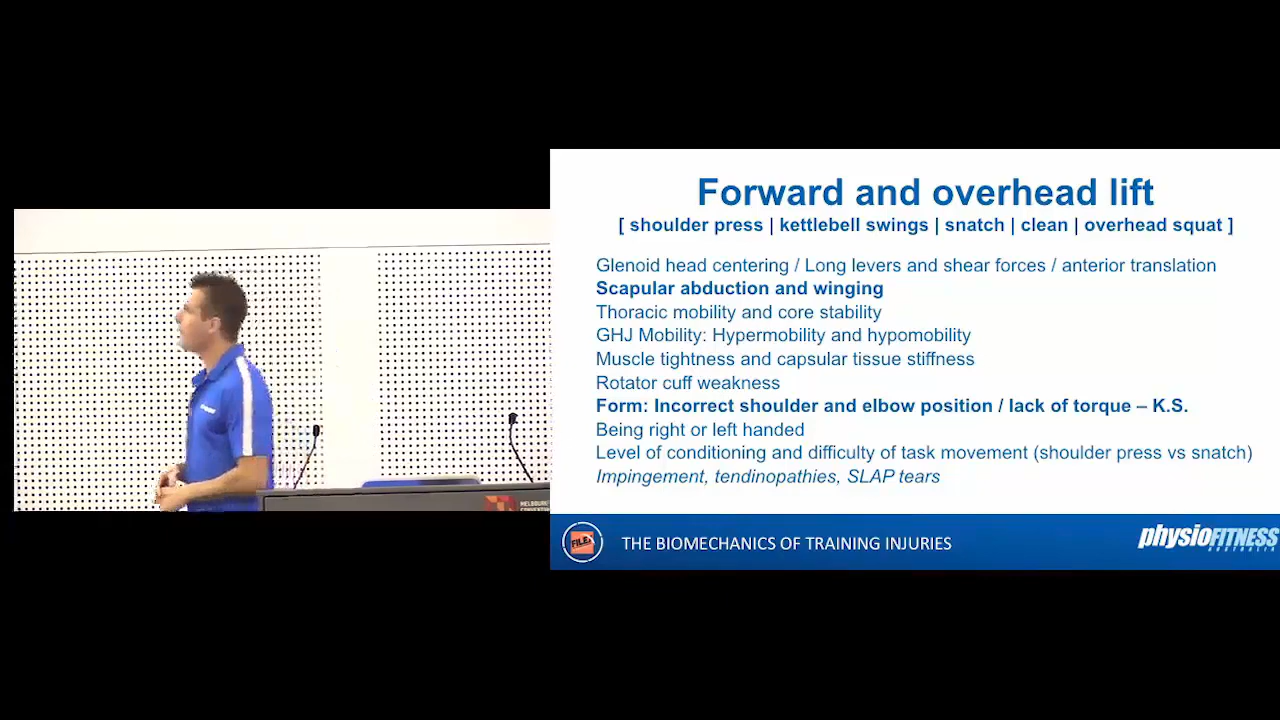 Forward and overhead lift
[ shoulder press | kettlebell swings | snatch | clean | overhead squat ]
Glenoid head centering / Long levers and shear forces / anterior translation
Scapular abduction and winging
Thoracic mobility and core stability
GHJ Mobility: Hypermobility and hypomobility
Muscle tightness and capsular tissue stiffness
Rotator cuff weakness
Form: Incorrect shoulder and elbow position / lack of torque – K.S.
Being right or left handed
Level of conditioning and difficulty of task movement (shoulder press vs snatch)
Impingement, tendinopathies, SLAP tears
FILEX
THE BIOMECHANICS OF TRAINING INJURIES
physioFITNESS
AUSTRALIA
MELBOURNE